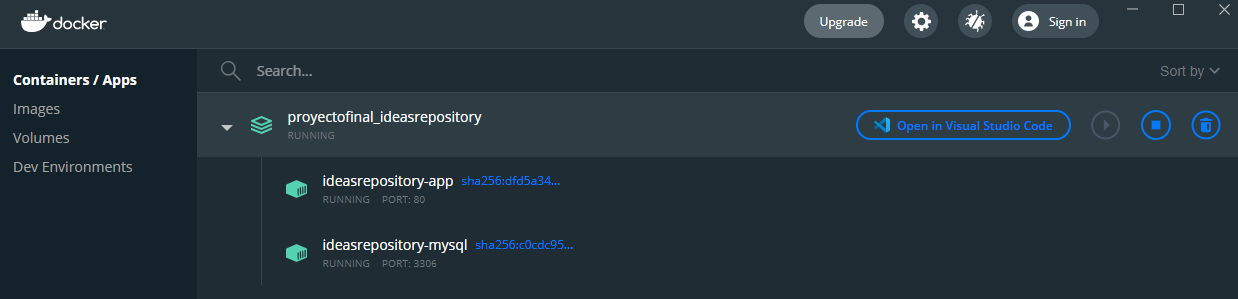 docker
Upgrade
Sign in
Containers / Apps
Images
Volumes
Dev Environments
Search...
Sort by
proyectofinal_ideasrepository
RUNNING
Open in Visual Studio Code
ideasrepository-app sha256:dfd5a34...
RUNNING PORT: 80
ideasrepository-mysql sha256:c0cdc95...
RUNNING PORT: 3306